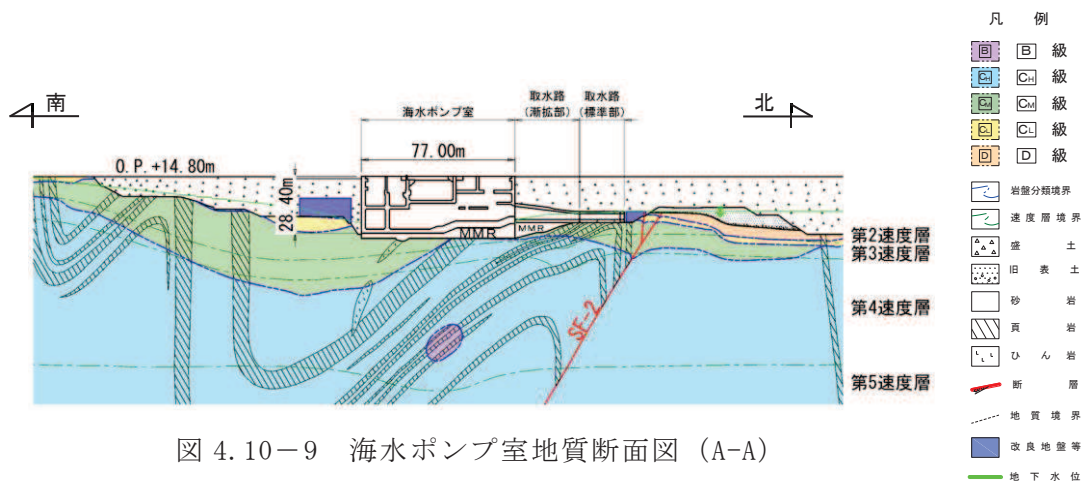 南
北
海水ポンプ室
取水路
(漸拡部)
取水路
(標準部)
77.00m
O.P.+14.80m
28.40m
MMR
MMR
SF-2
第2速度層
第3速度層
第4速度層
第5速度層
凡 例
B B 級
CH CH 級
CM CM 級
CL CL 級
D D 級
岩盤分類境界
速度層境界
盛 土
旧 表 土
砂 岩
頁 岩
ひ ん 岩
断 層
地 質 境 界
改 良 地 盤 等
地 下 水 位
図 4.10-9 海水ポンプ室地質断面図 (A-A)